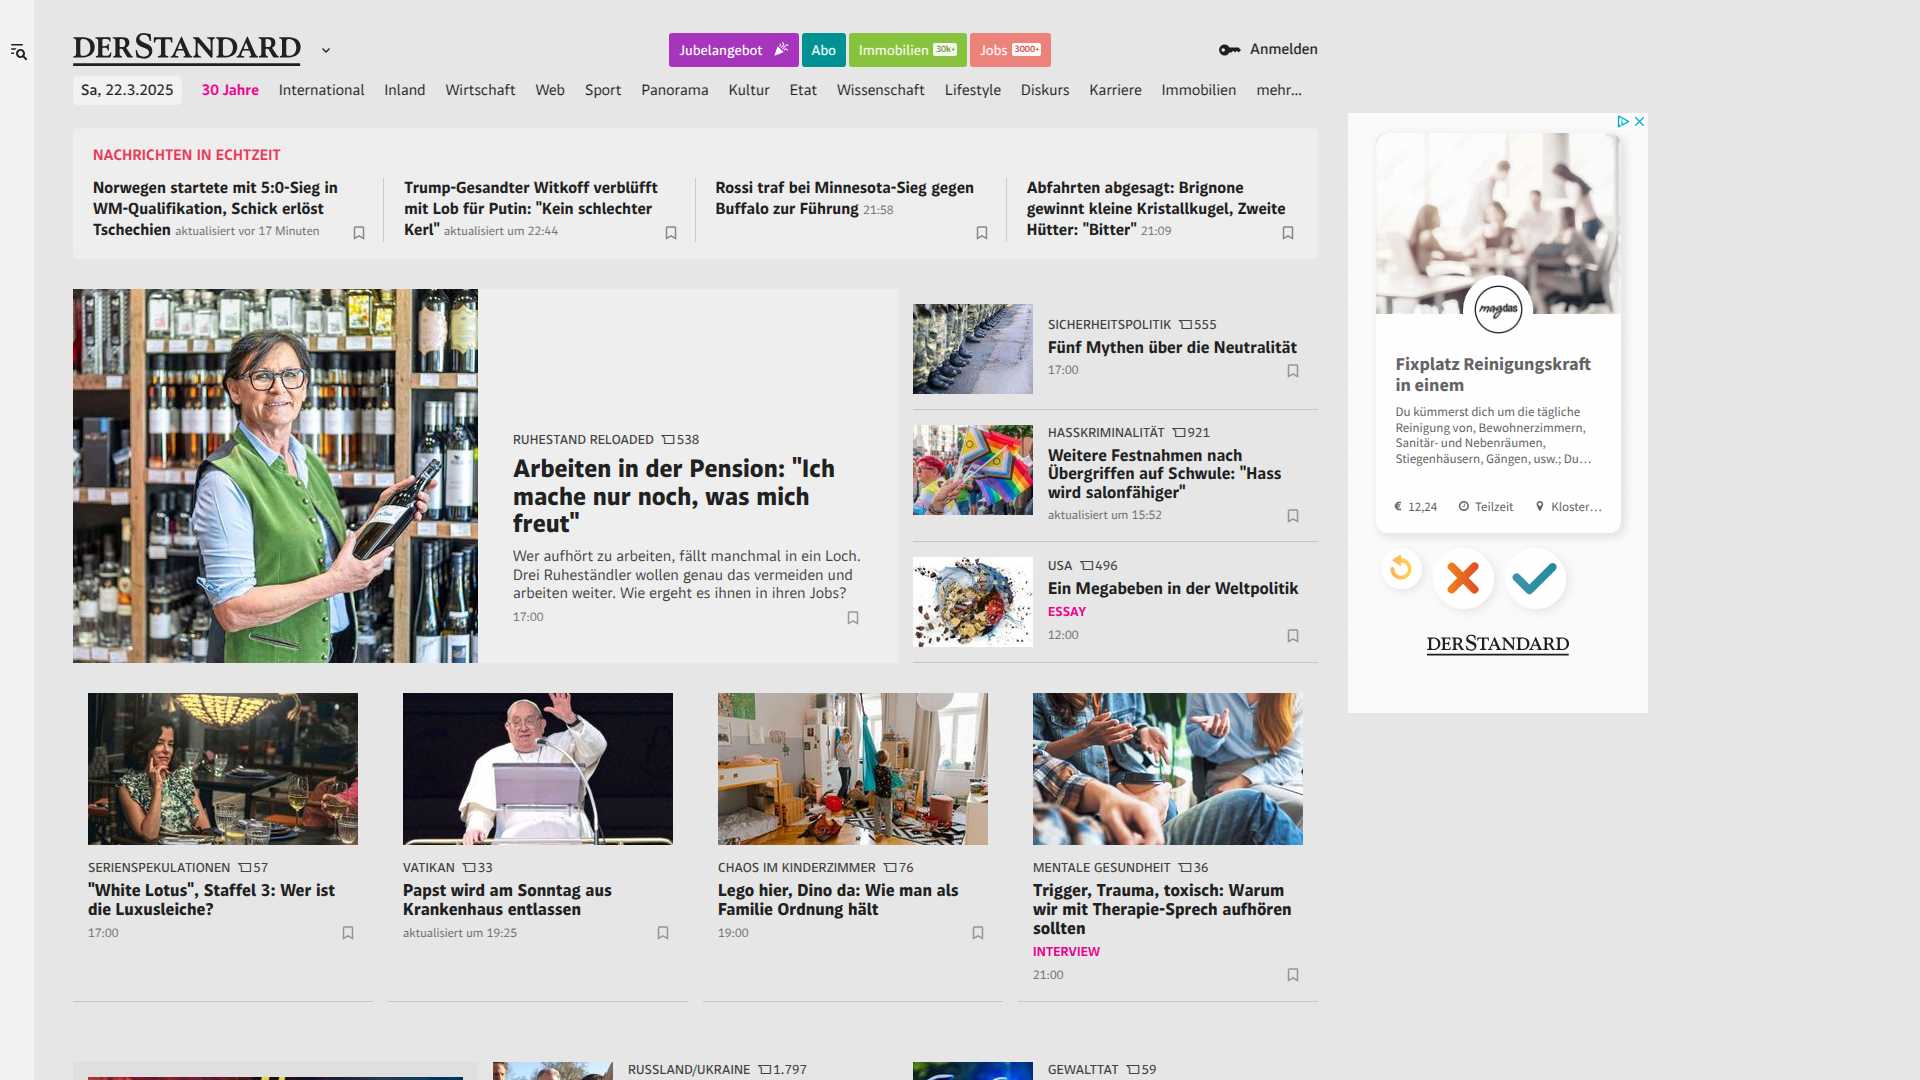 DERSTANDARD
Jubelangebot
Abo
Immobilien 30k+
Jobs 3000+
Anmelden
Sa, 22.3.2025 30 Jahre International Inland Wirtschaft Web Sport Panorama Kultur Etat Wissenschaft Lifestyle Diskurs Karriere Immobilien mehr...
NACHRICHTEN IN ECHTZEIT
Norwegen startete mit 5:0-Sieg in
WM-Qualifikation, Schick erlöst
Tschechien aktualisiert vor 17 Minuten
Trump-Gesandter Witkoff verblüfft
mit Lob für Putin: "Kein schlechter
Kerl" aktualisiert um 22:44
Rossi traf bei Minnesota-Sieg gegen
Buffalo zur Führung 21:58
Abfahrten abgesagt: Brignone
gewinnt kleine Kristallkugel, Zweite
Hütter: "Bitter" 21:09
RUHESTAND RELOADED 538
Arbeiten in der Pension: "Ich
mache nur noch, was mich
freut"
Wer aufhört zu arbeiten, fällt manchmal in ein Loch.
Drei Ruheständler wollen genau das vermeiden und
arbeiten weiter. Wie ergeht es ihnen in ihren Jobs?
17:00
SICHERHEITSPOLITIK 555
Fünf Mythen über die Neutralität
17:00
HASSKRIMINALITÄT 921
Weitere Festnahmen nach
Übergriffen auf Schwule: "Hass
wird salonfähiger"
aktualisiert um 15:52
USA 496
Ein Megabeben in der Weltpolitik
ESSAY
12:00
magdas
Fixplatz Reinigungskraft
in einem
Du kümmerst dich um die tägliche
Reinigung von, Bewohnerzimmern,
Sanitär- und Nebenräumen,
Stiegenhäusern, Gängen, usw.; Du...
€ 12,24 Teilzeit Kloster...
DERSTANDARD
SERIENSPEKULATIONEN 57
"White Lotus", Staffel 3: Wer ist
die Luxusleiche?
17:00
VATIKAN 33
Papst wird am Sonntag aus
Krankenhaus entlassen
aktualisiert um 19:25
CHAOS IM KINDERZIMMER 76
Lego hier, Dino da: Wie man als
Familie Ordnung hält
19:00
MENTALE GESUNDHEIT 36
Trigger, Trauma, toxisch: Warum
wir mit Therapie-Sprech aufhören
sollten
INTERVIEW
21:00
RUSSLAND/UKRAINE 1.797
GEWALTTAT 59